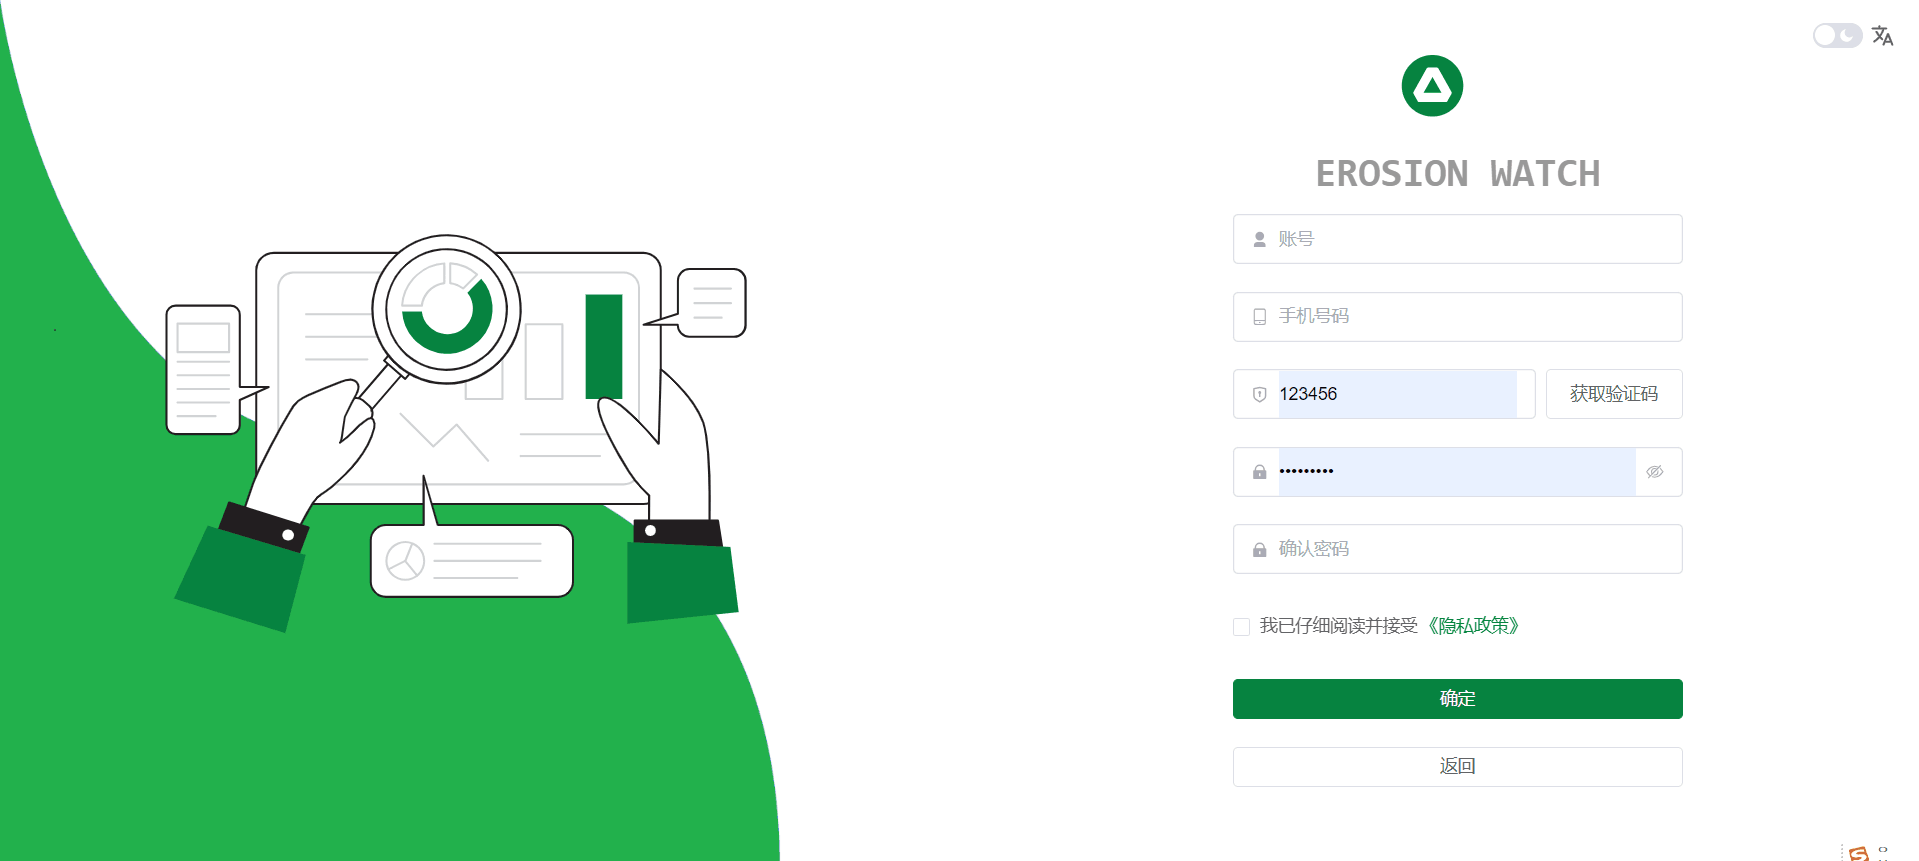 EROSION WATCH
账号
手机号码
123456 获取验证码
•••••••••
确认密码
我已仔细阅读并接受《隐私政策》
确定
返回